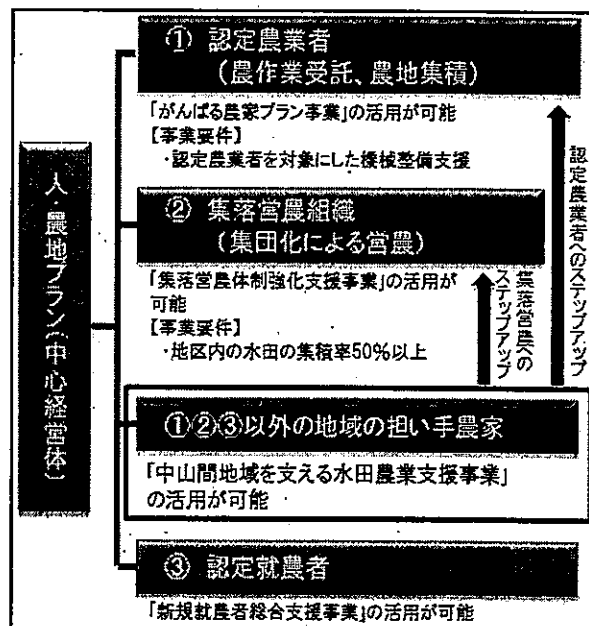 人・農地プラン(中心経営体)
① 認定農業者
(農作業受託、農地集積)
「がんばる農家プラン事業」の活用が可能
【事業要件】
・認定農業者を対象にした機械整備支援
② 集落営農組織
(集団化による営農)
「集落営農体制強化支援事業」の活用が
可能
【事業要件】
・地区内の水田の集積率50%以上
集落営農への
ステップアップ
認定農業者へのステップアップ
①②③以外の地域の担い手農家
「中山間地域を支える水田農業支援事業」
の活用が可能
③ 認定就農者
「新規就農者総合支援事業」の活用が可能